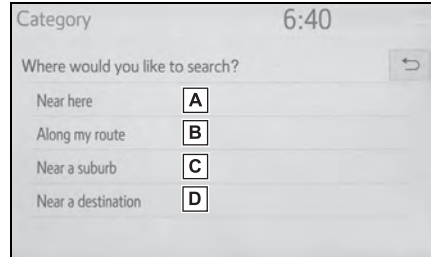 Category 6:40
Where would you like to search?
Near here A
Along my route B
Near a suburb C
Near a destination D